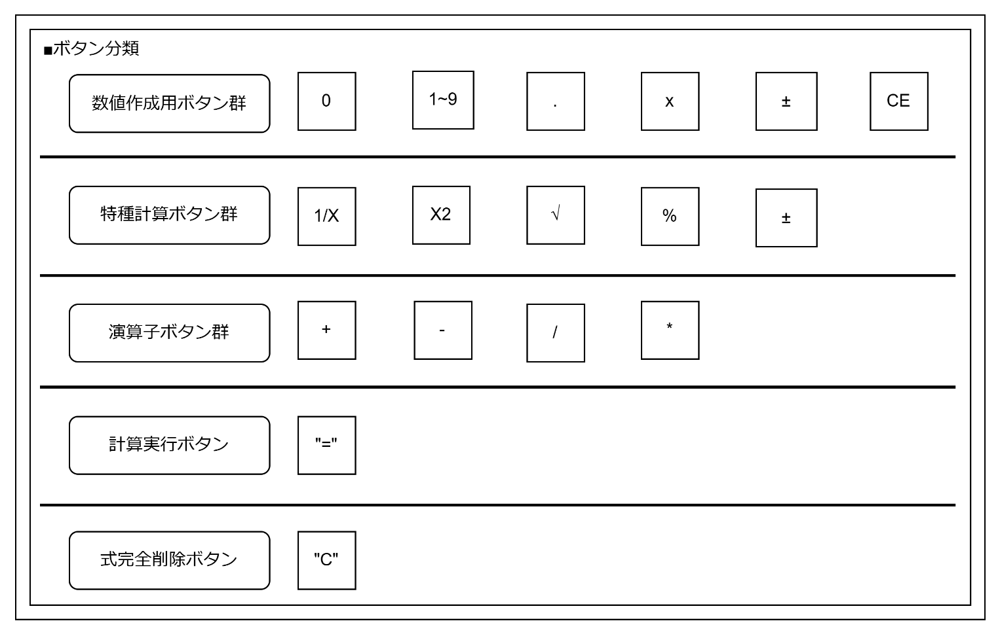 ■ボタン分類
数値作成用ボタン群 0 1~9 . x ± CE
特種計算ボタン群 1/X X2 √ % ±
演算子ボタン群 + - / *
計算実行ボタン "="
式完全削除ボタン "C"